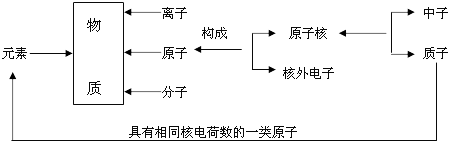 离子
中子
物
构成
原子核
元素
原子
质子
核外电子
质
分子
具有相同核电荷数的一类原子